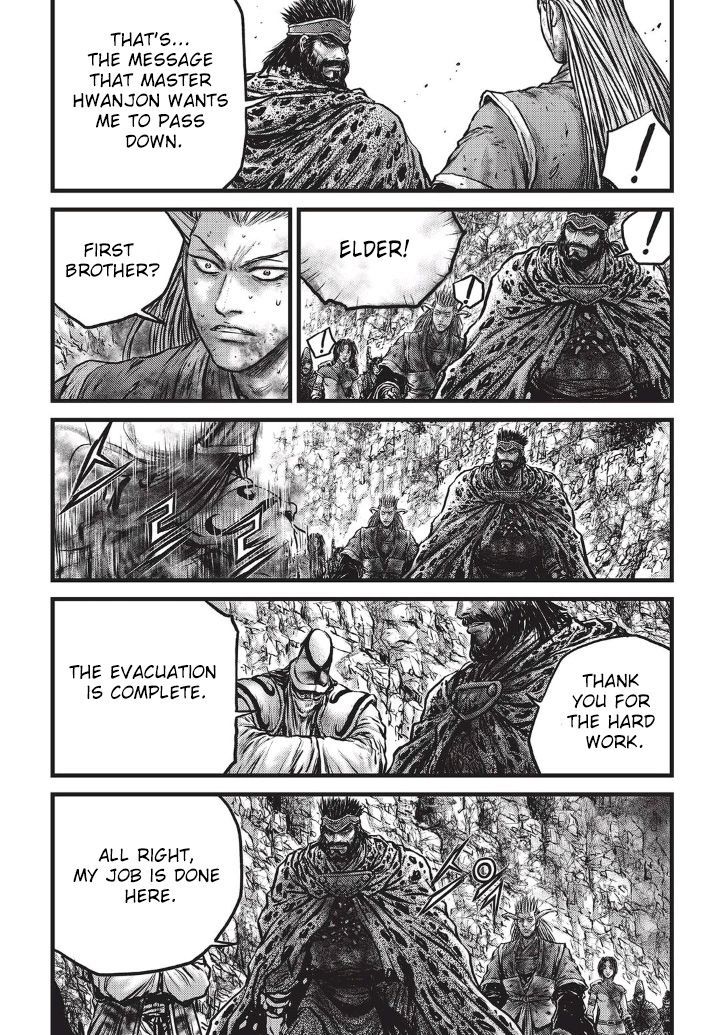 THAT'S...
THE MESSAGE
THAT MASTER
HWANJON WANTS
ME TO PASS
DOWN.
!
FIRST
BROTHER?
ELDER!
!
!
!
THE EVACUATION
IS COMPLETE.
THANK
YOU FOR
THE HARD
WORK.
ALL RIGHT,
MY JOB IS DONE
HERE.